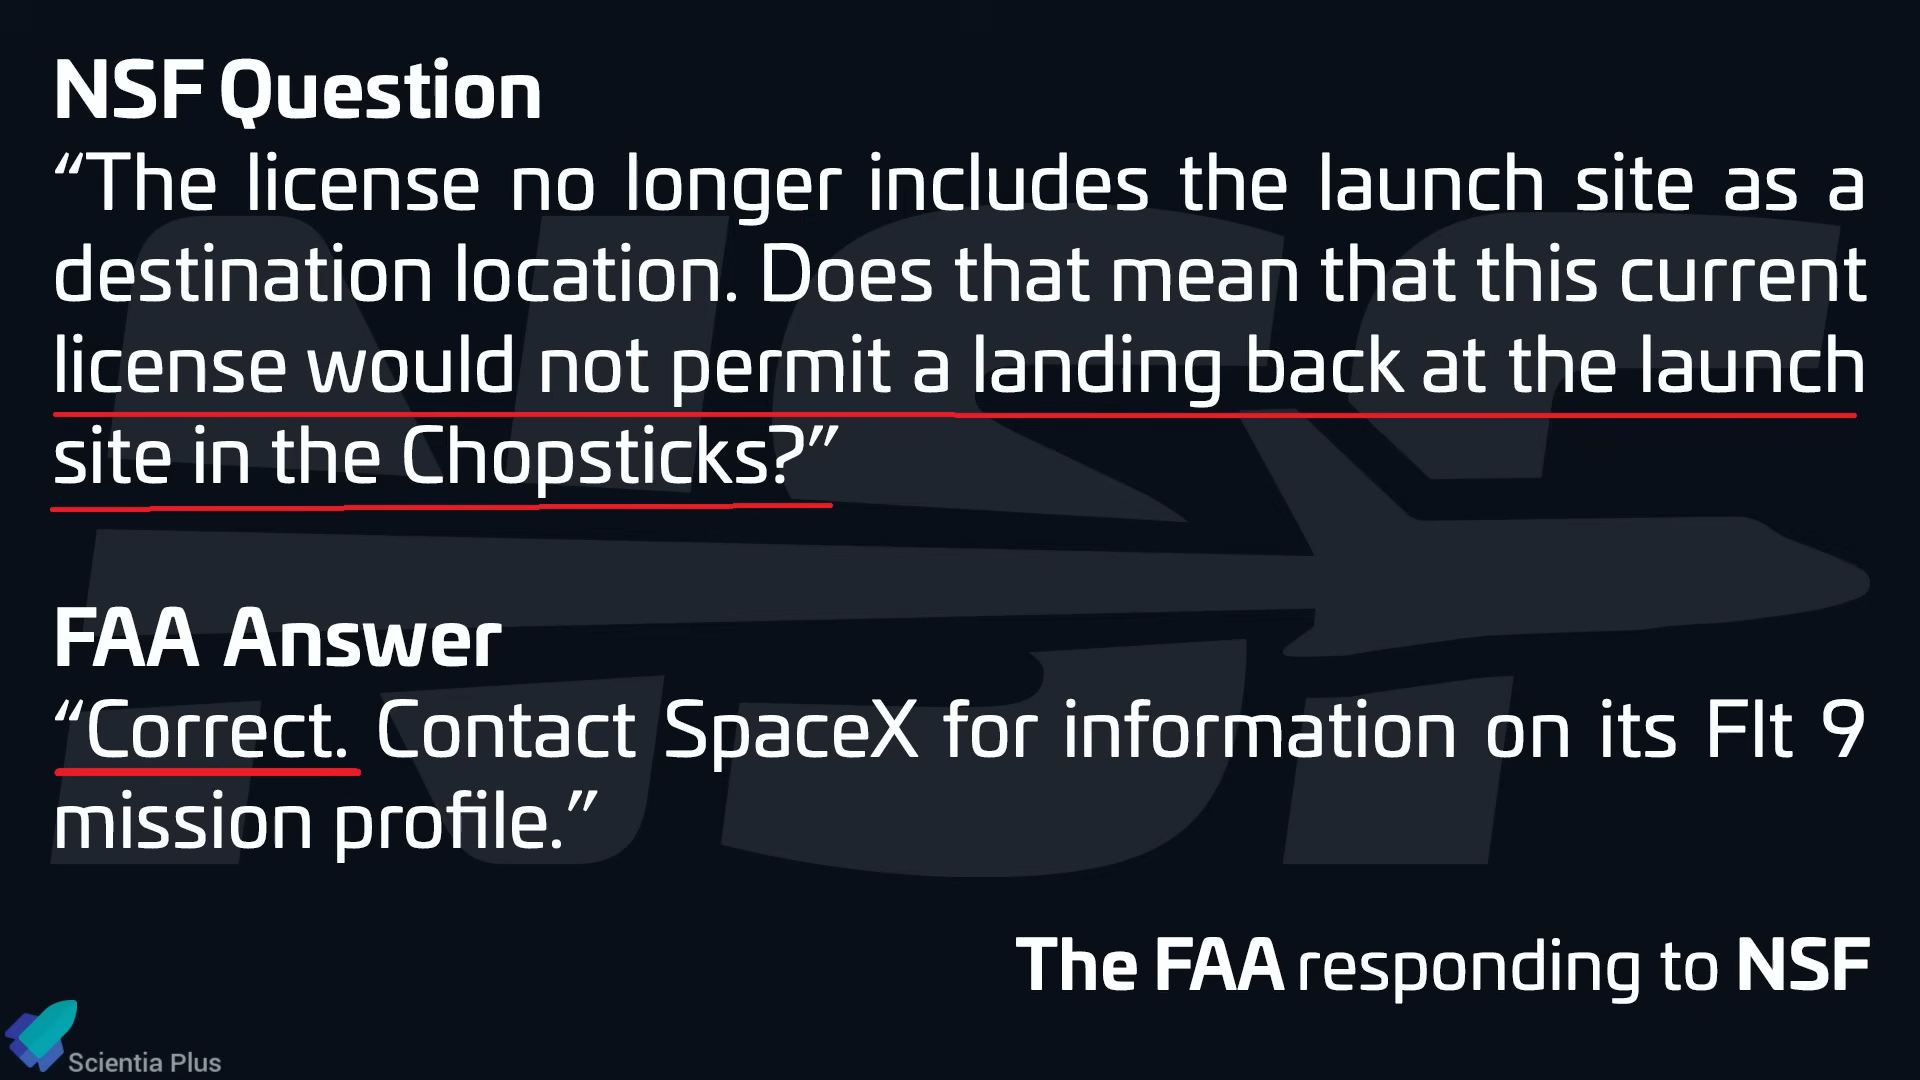 NSF Question
“The license no longer includes the launch site as a
destination location. Does that mean that this current
license would not permit a landing back at the launch
site in the Chopsticks?”
FAA Answer
“Correct. Contact SpaceX for information on its Flt 9
mission profile.”
The FAA responding to NSF
Scientia Plus
NSF